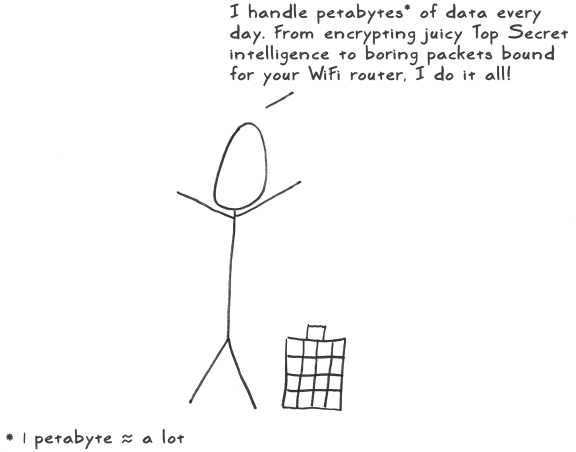 I handle petabytes* of data every
day. From encrypting juicy Top Secret
intelligence to boring packets bound
for your WiFi router, I do it all!
* 1 petabyte ≈ a lot